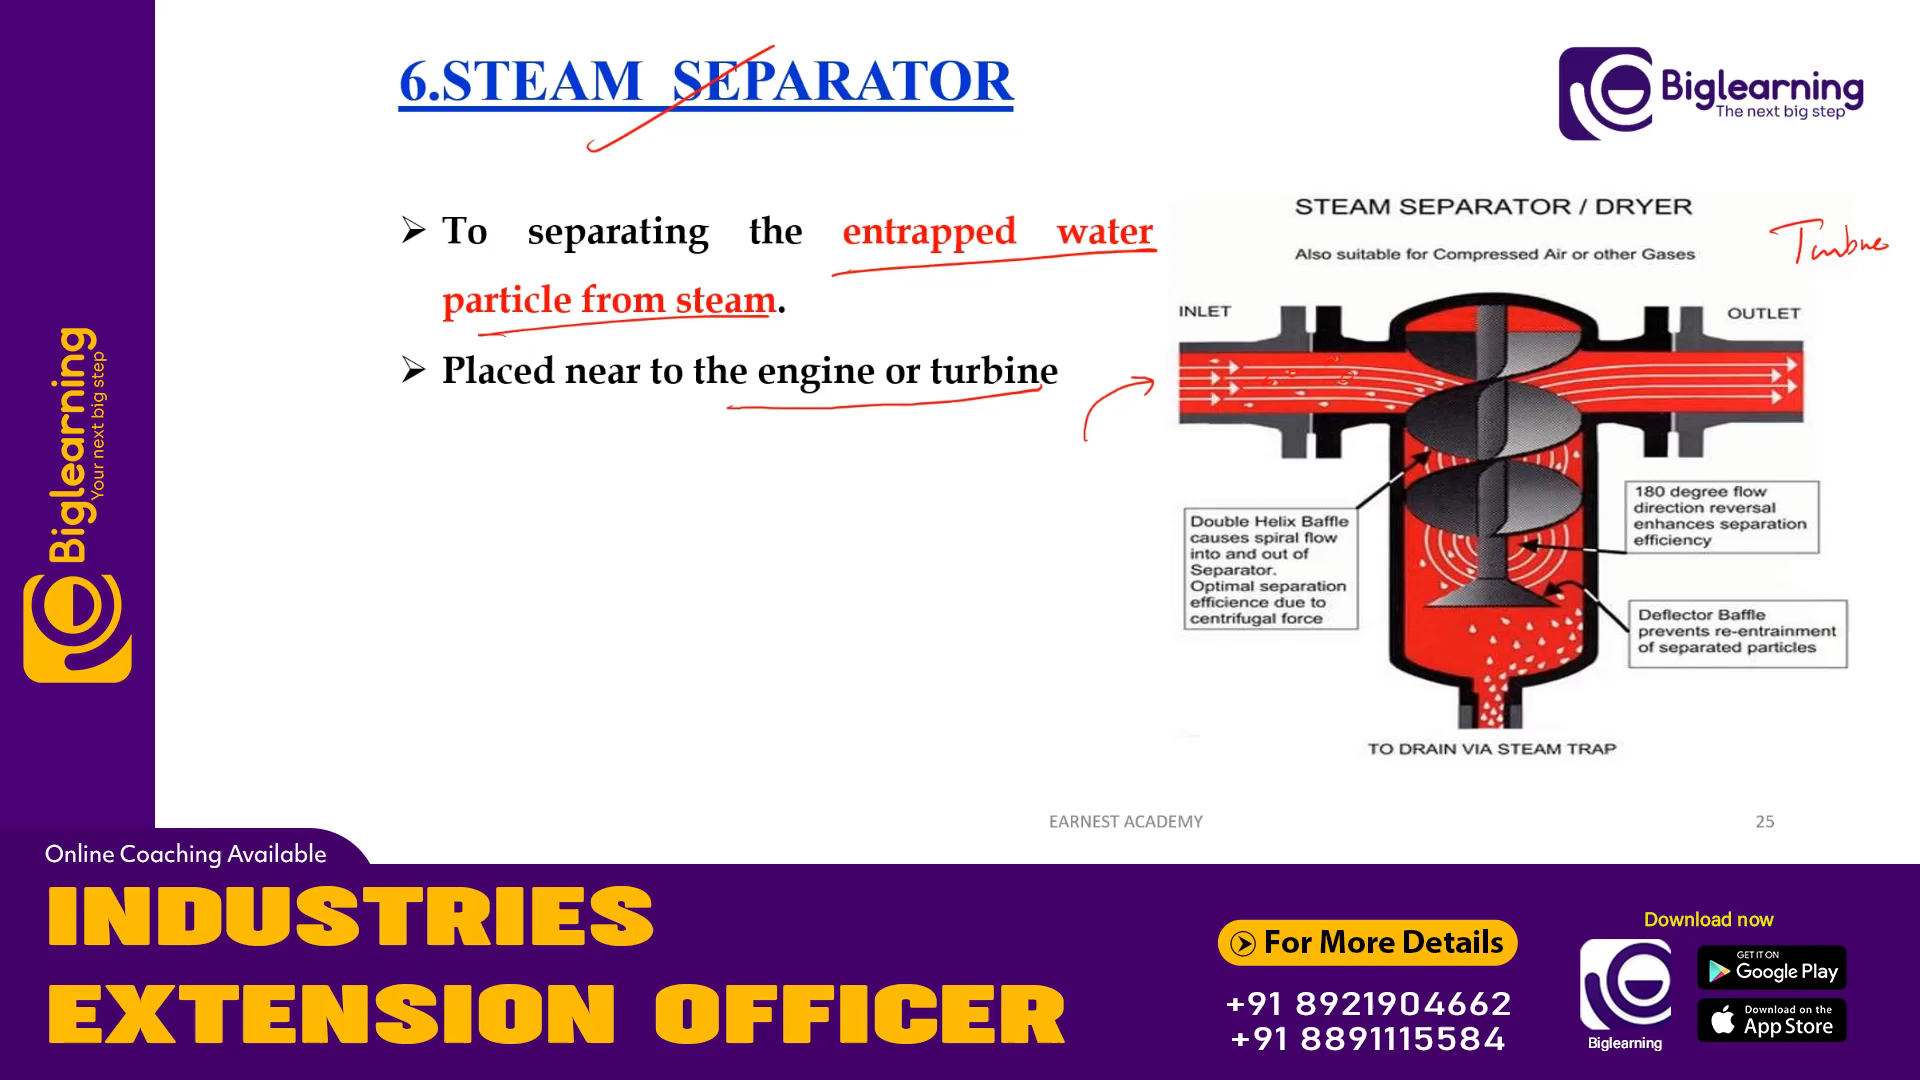 6.STEAM SEPARATOR
Biglearning
The next big step
➢ To separating the entrapped water
particle from steam.
➢ Placed near to the engine or turbine
STEAM SEPARATOR / DRYER
Also suitable for Compressed Air or other Gases
Turbine
INLET
OUTLET
Double Helix Baffle
causes spiral flow
into and out of
Separator.
Optimal separation
efficience due to
centrifugal force
180 degree flow
direction reversal
enhances separation
efficiency
Deflector Baffle
prevents re-entrainment
of separated particles
TO DRAIN VIA STEAM TRAP
EARNEST ACADEMY
25
Biglearning
Your next big step
Online Coaching Available
INDUSTRIES
EXTENSION OFFICER
For More Details
+91 8921904662
+91 8891115584
Download now
Biglearning
GET IT ON
Google Play
Download on the
App Store